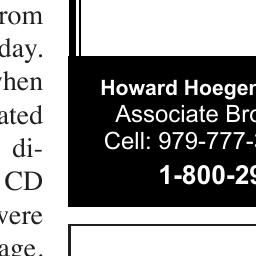 rom
day.
when
ated
di-
CD
were
age.
Howard Hoeger
Associate Bro
Cell: 979-777-
1-800-29